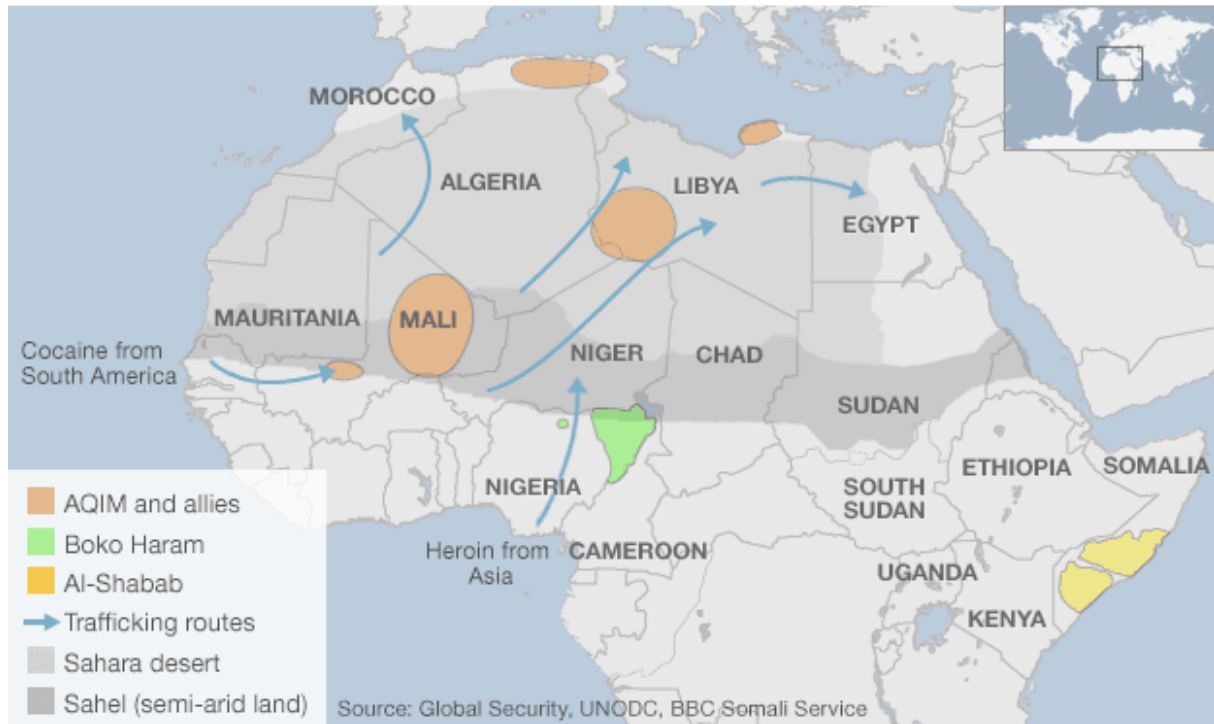 MOROCCO
ALGERIA
LIBYA
EGYPT
MAURITANIA
MALI
NIGER
CHAD
SUDAN
Cocaine from
South America
NIGERIA
ETHIOPIA
SOMALIA
SOUTH
SUDAN
Heroin from
Asia
CAMEROON
UGANDA
KENYA
AQIM and allies
Boko Haram
Al-Shabab
Trafficking routes
Sahara desert
Sahel (semi-arid land)
Source: Global Security, UNODC, BBC Somali Service